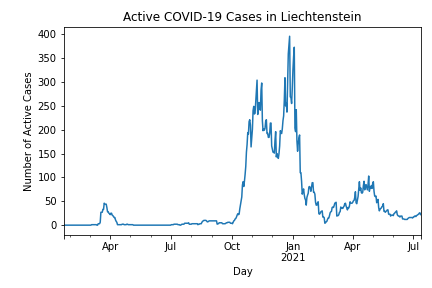 Active COVID-19 Cases in Liechtenstein
Number of Active Cases
400
350
300
250
200
150
100
50
0
Apr Jul Oct Jan Apr Jul
2021
Day